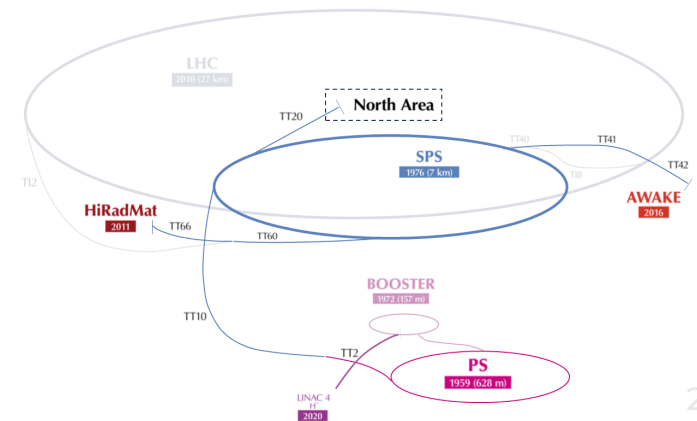 LHC
2010 (27 km)
North Area
TT20
TT40
TT41
SPS
1976 (7 km)
TT42
TI8
TI2
AWAKE
2016
HiRadMat
2011
TT66
TT60
BOOSTER
1972 (157 m)
TT10
TT2
PS
1959 (628 m)
LINAC 4
H⁻
2020
2